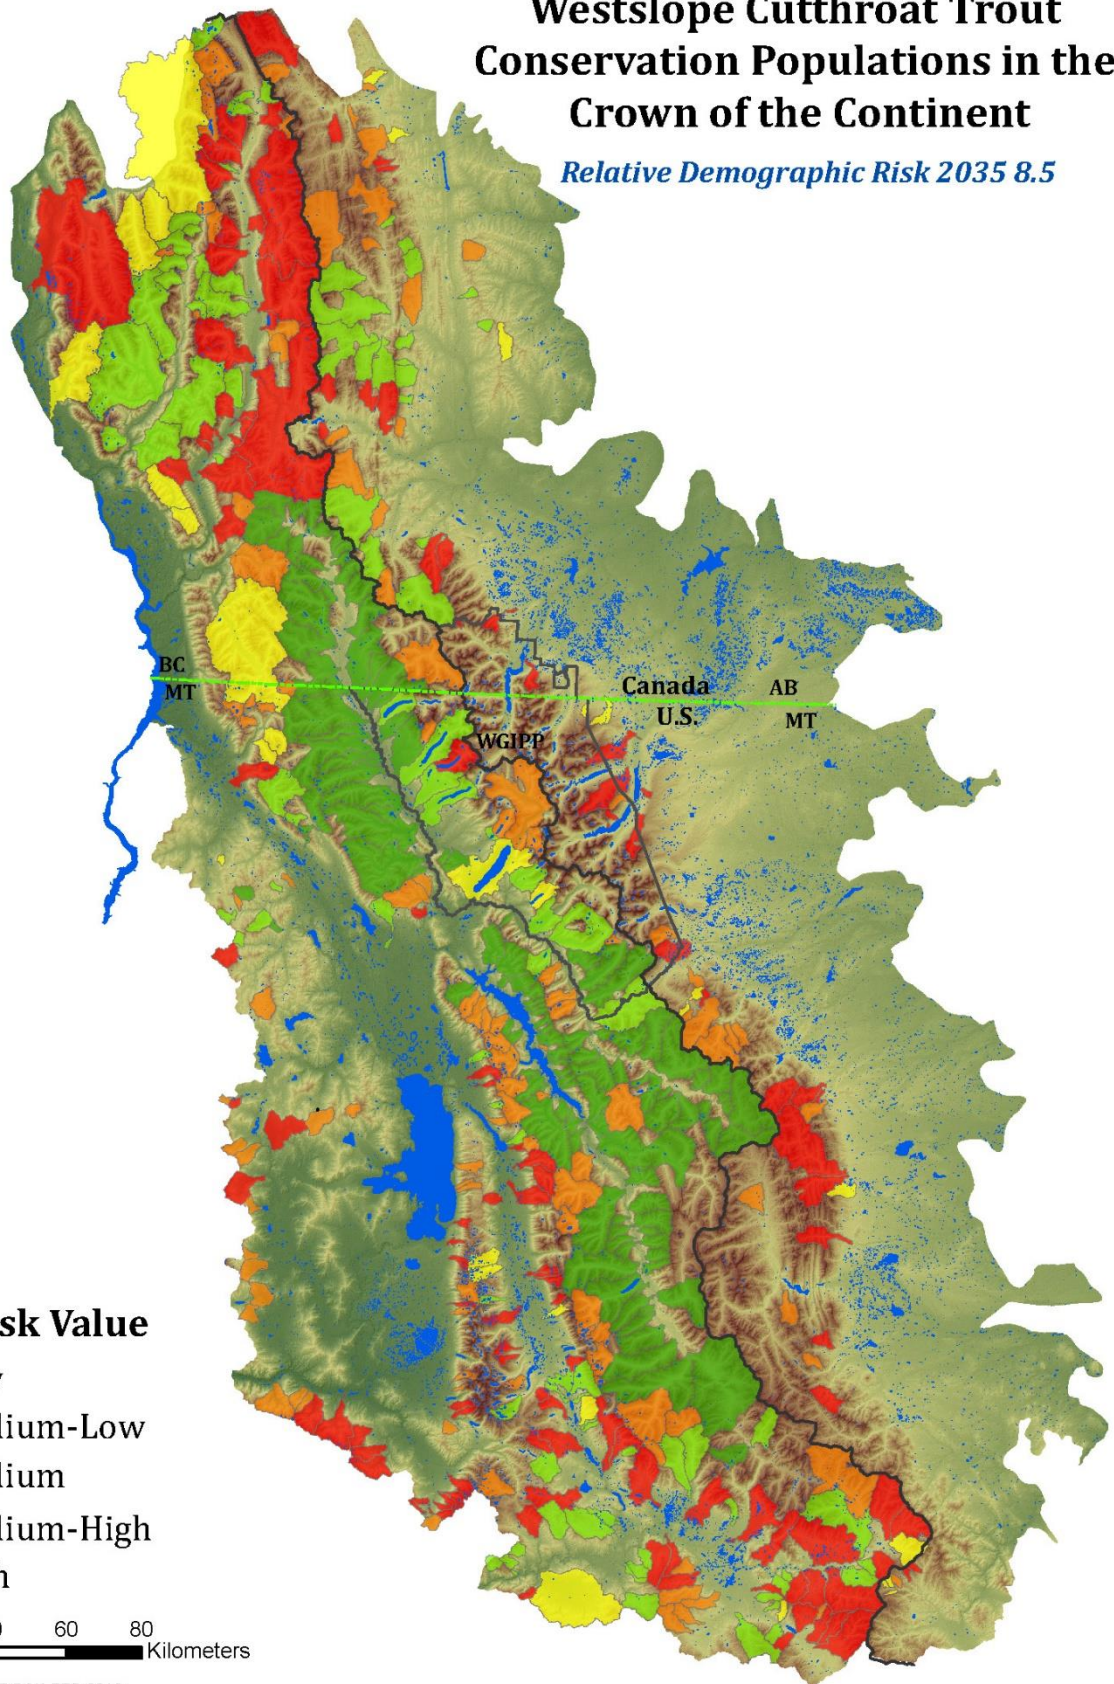 Westslope Cutthroat Trout
Conservation Populations in the
Crown of the Continent
Relative Demographic Risk 2035 8.5
BC
MT
Canada
U.S.
AB
MT
WGIPP
sk Value
lium-Low
lium
lium-High
60 80
Kilometers